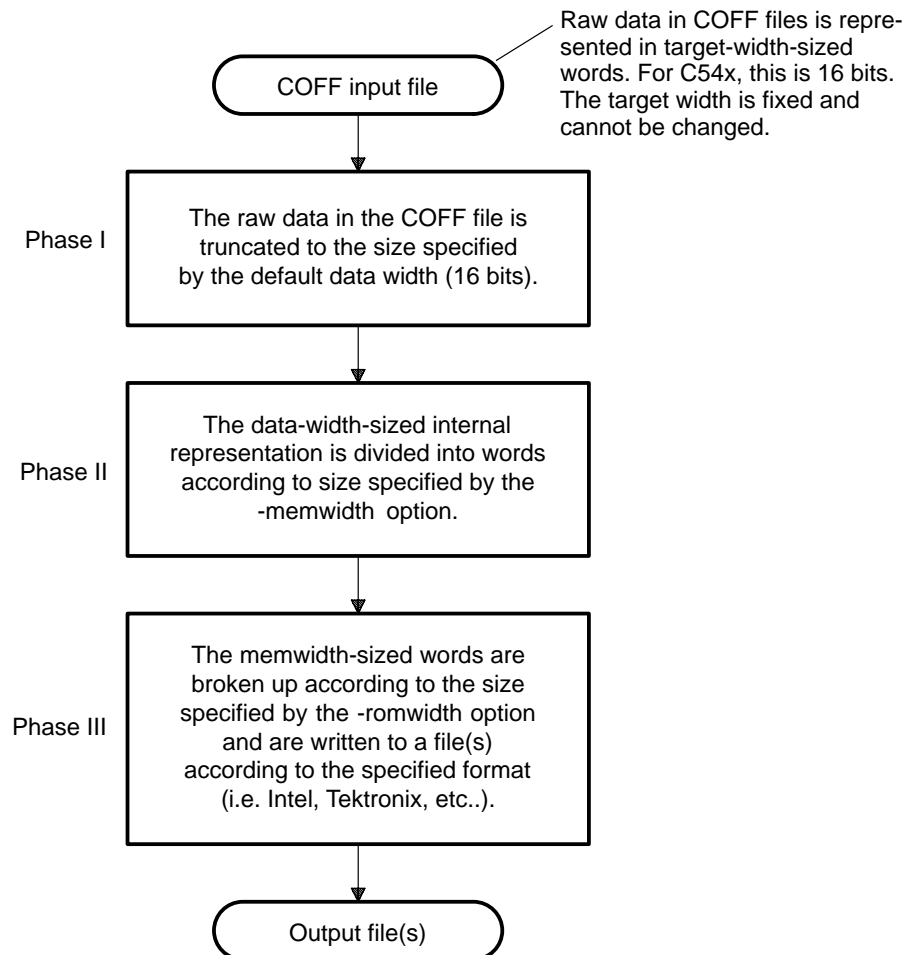 Raw data in COFF files is repre-
sented in target-width-sized
words. For C54x, this is 16 bits.
The target width is fixed and
cannot be changed.
COFF input file
Phase I
The raw data in the COFF file is
truncated to the size specified
by the default data width (16 bits).
Phase II
The data-width-sized internal
representation is divided into words
according to size specified by the
-memwidth option.
Phase III
The memwidth-sized words are
broken up according to the size
specified by the -romwidth option
and are written to a file(s)
according to the specified format
(i.e. Intel, Tektronix, etc..).
Output file(s)